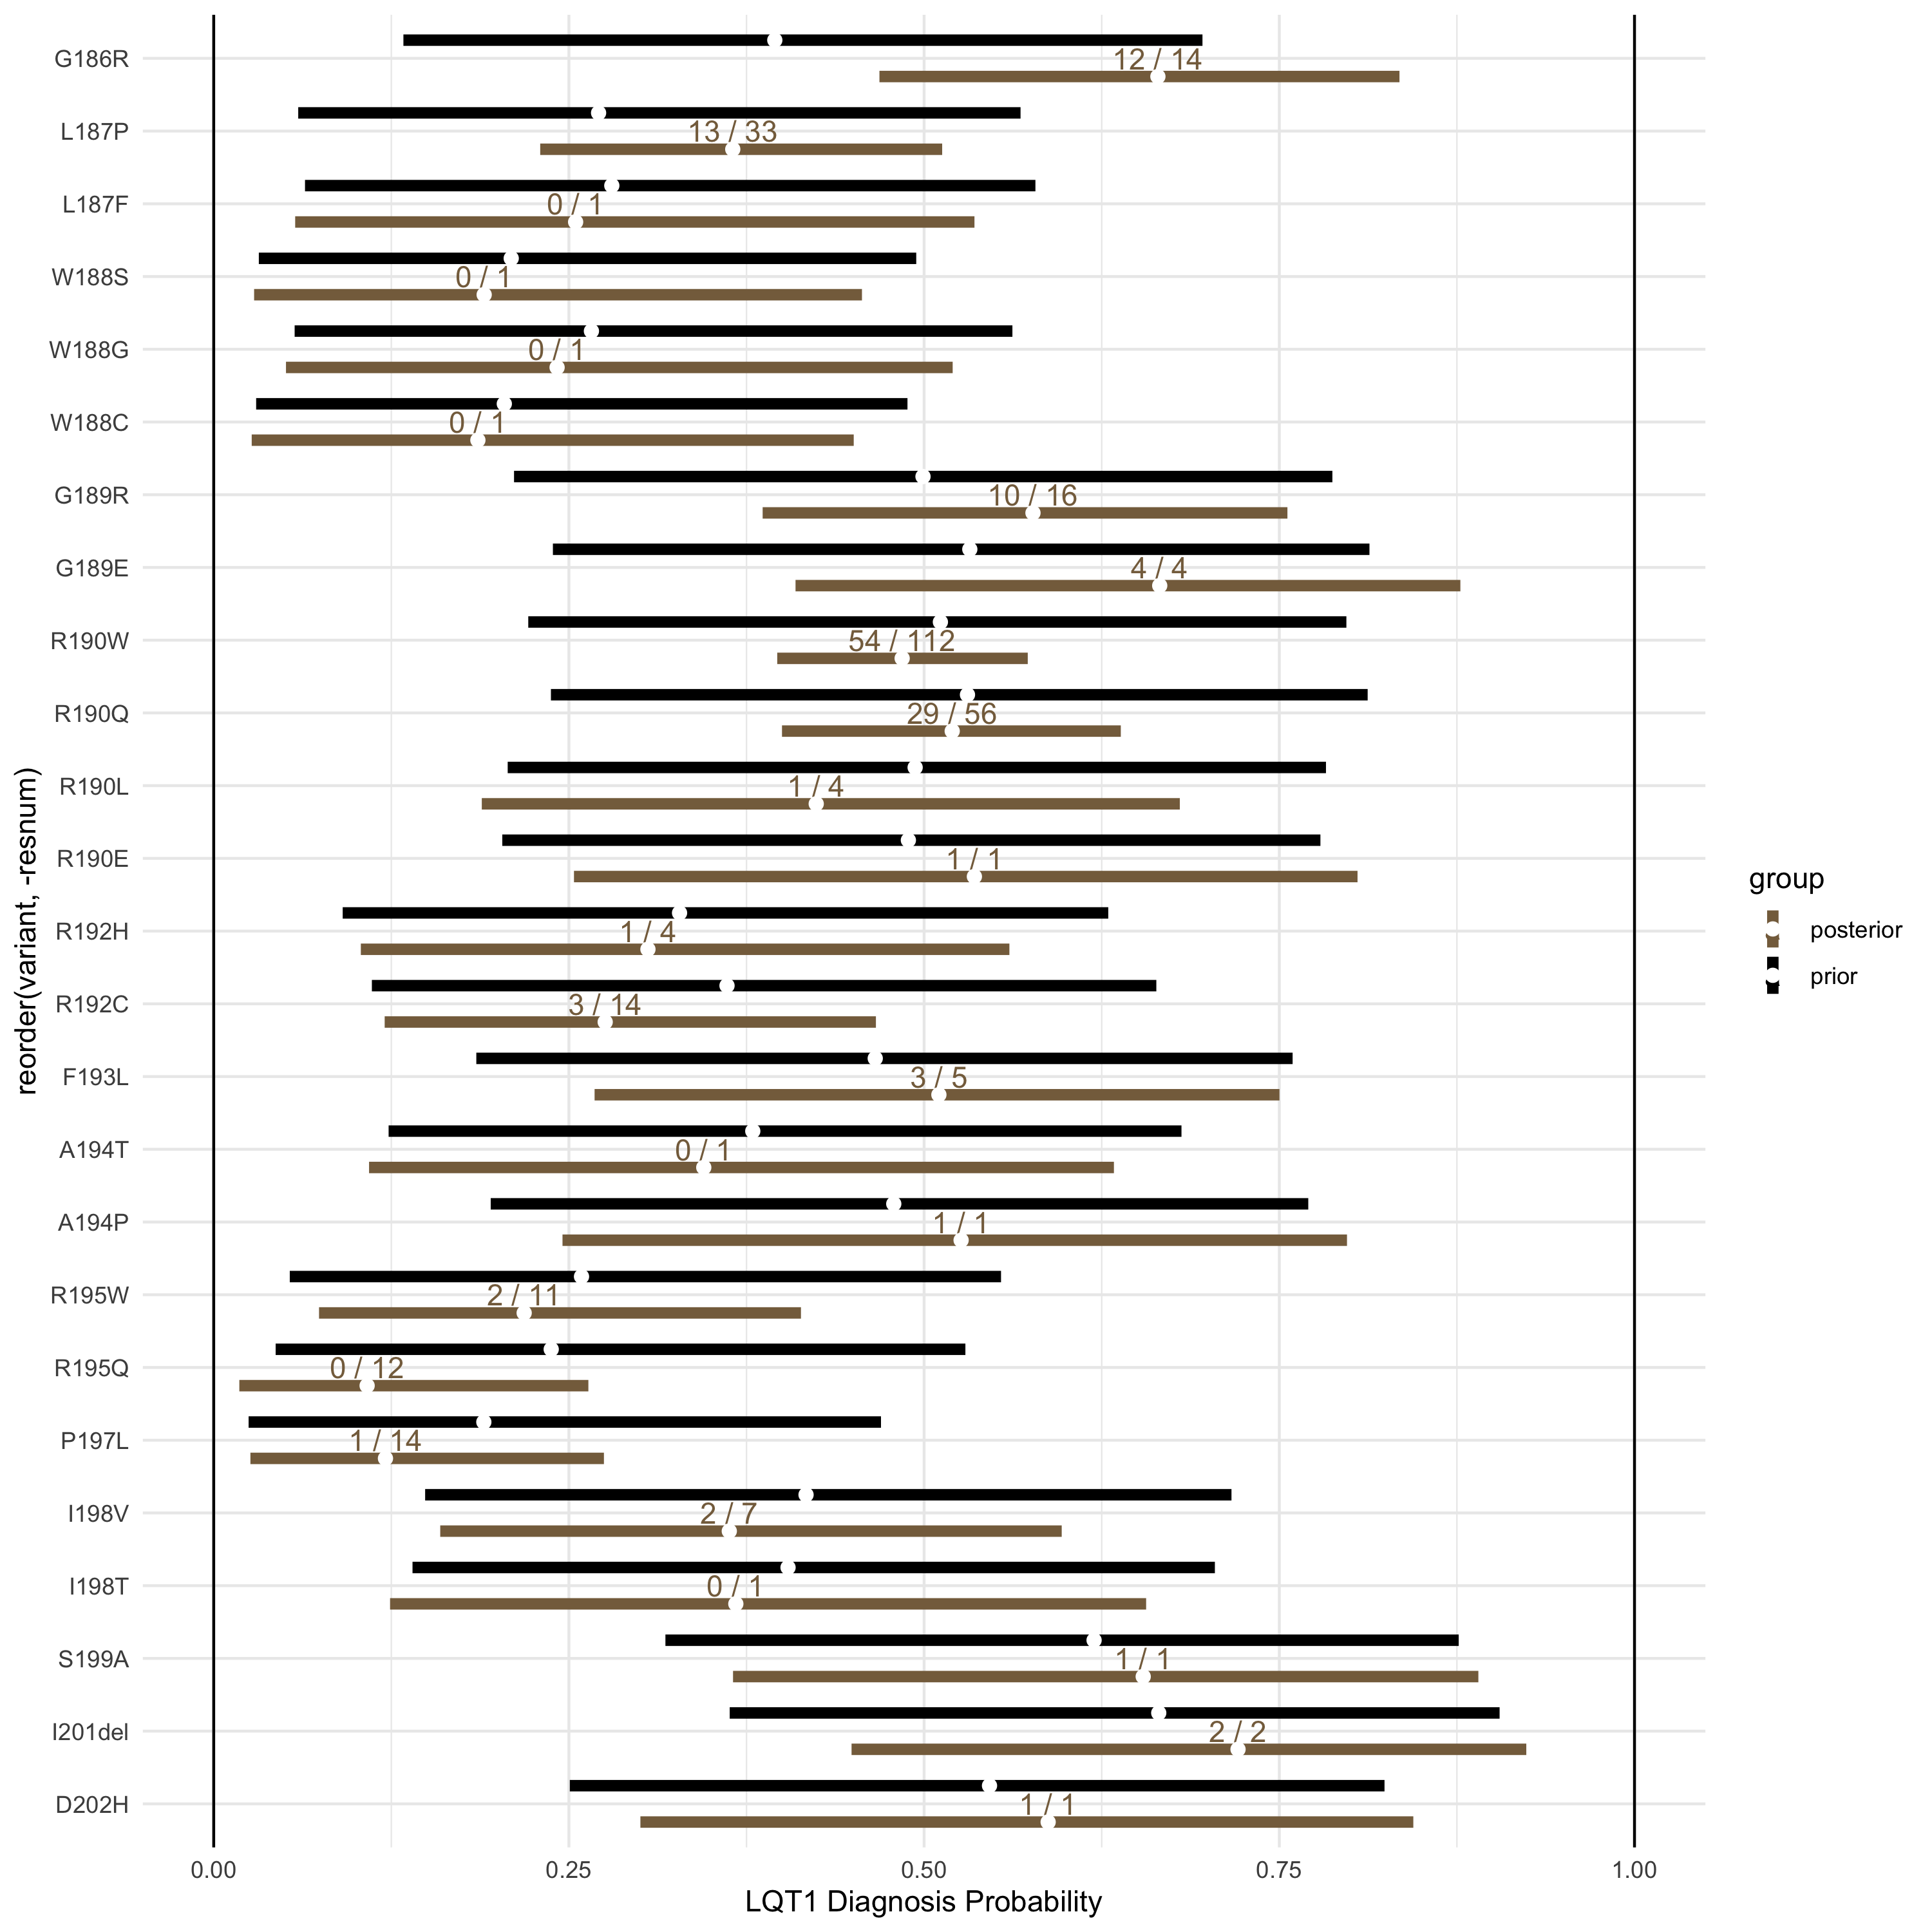 G186R
12 / 14
L187P
13 / 33
L187F
0 / 1
W188S
0 / 1
W188G
0 / 1
W188C
0 / 1
G189R
10 / 16
G189E
4 / 4
R190W
54 / 112
R190Q
29 / 56
R190L
1 / 4
R190E
1 / 1
R192H
1 / 4
R192C
3 / 14
F193L
3 / 5
A194T
0 / 1
A194P
1 / 1
R195W
2 / 11
R195Q
0 / 12
P197L
1 / 14
I198V
2 / 7
I198T
0 / 1
S199A
1 / 1
I201del
2 / 2
D202H
1 / 1
reorder(variant, -resnum)
0.00
0.25
0.50
0.75
1.00
LQT1 Diagnosis Probability
group
posterior
prior